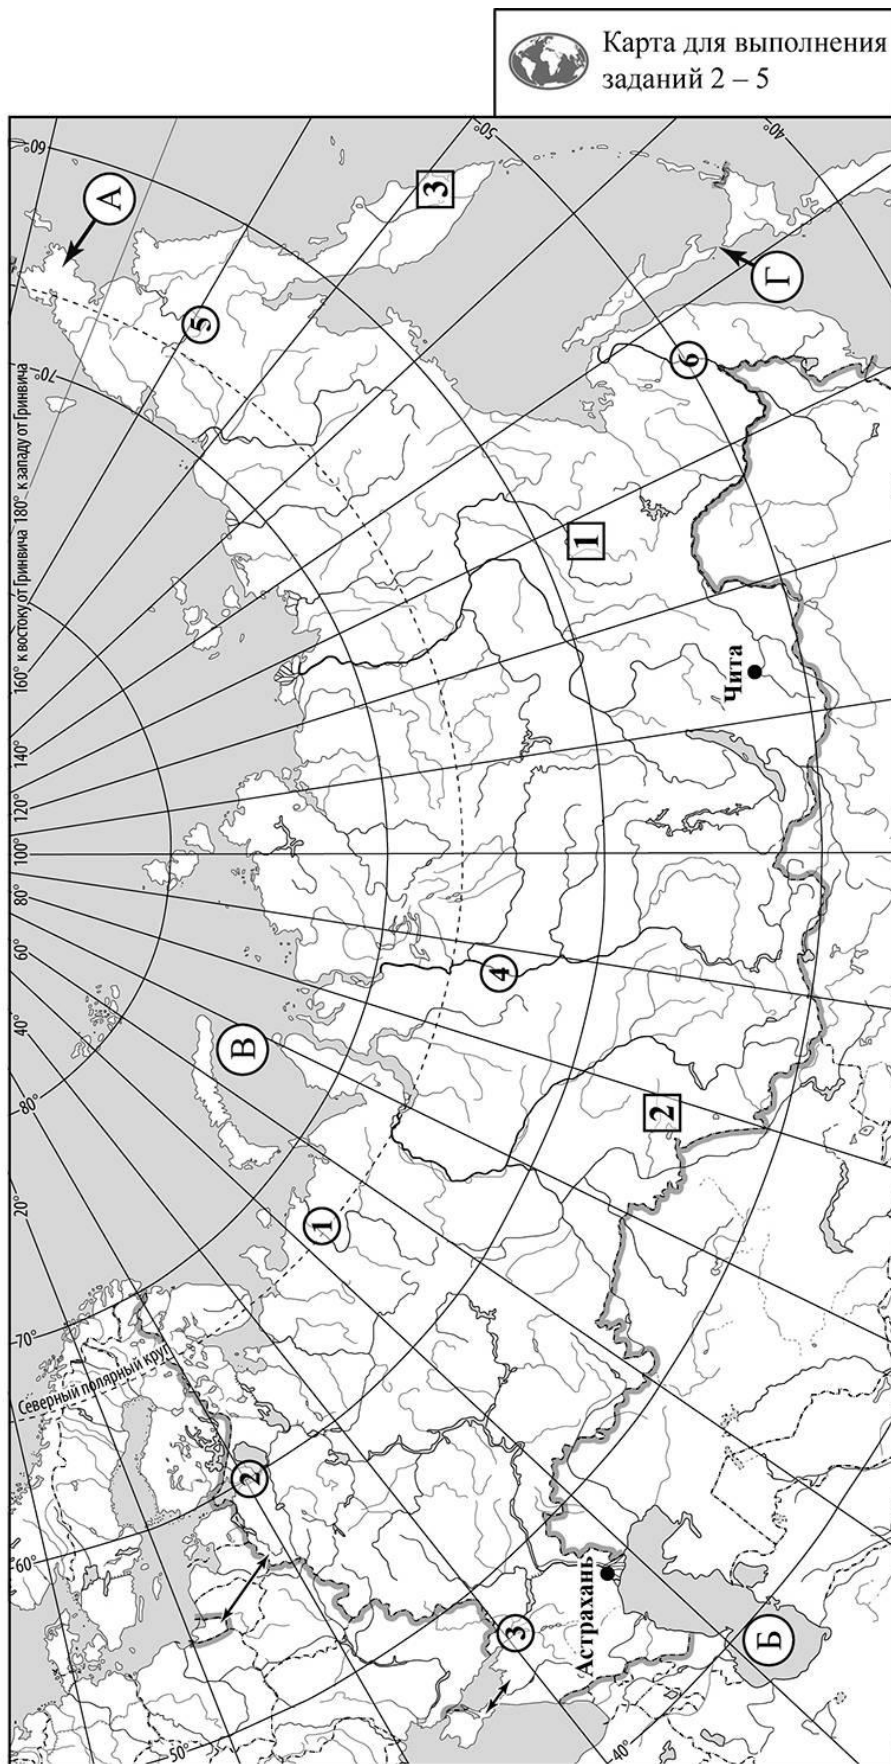 Карта для выполнения
заданий 2 – 5
160° к востоку от Гринвича 180° к западу от Гринвича
60°
50°
40°
А
3
5
Г
70°
6
140°
1
120°
Чита
100°
80°
60°
4
40°
В
80°
2
20°
1
70°
Северный полярный круг
2
60°
3
Астрахань
Б
50°
40°